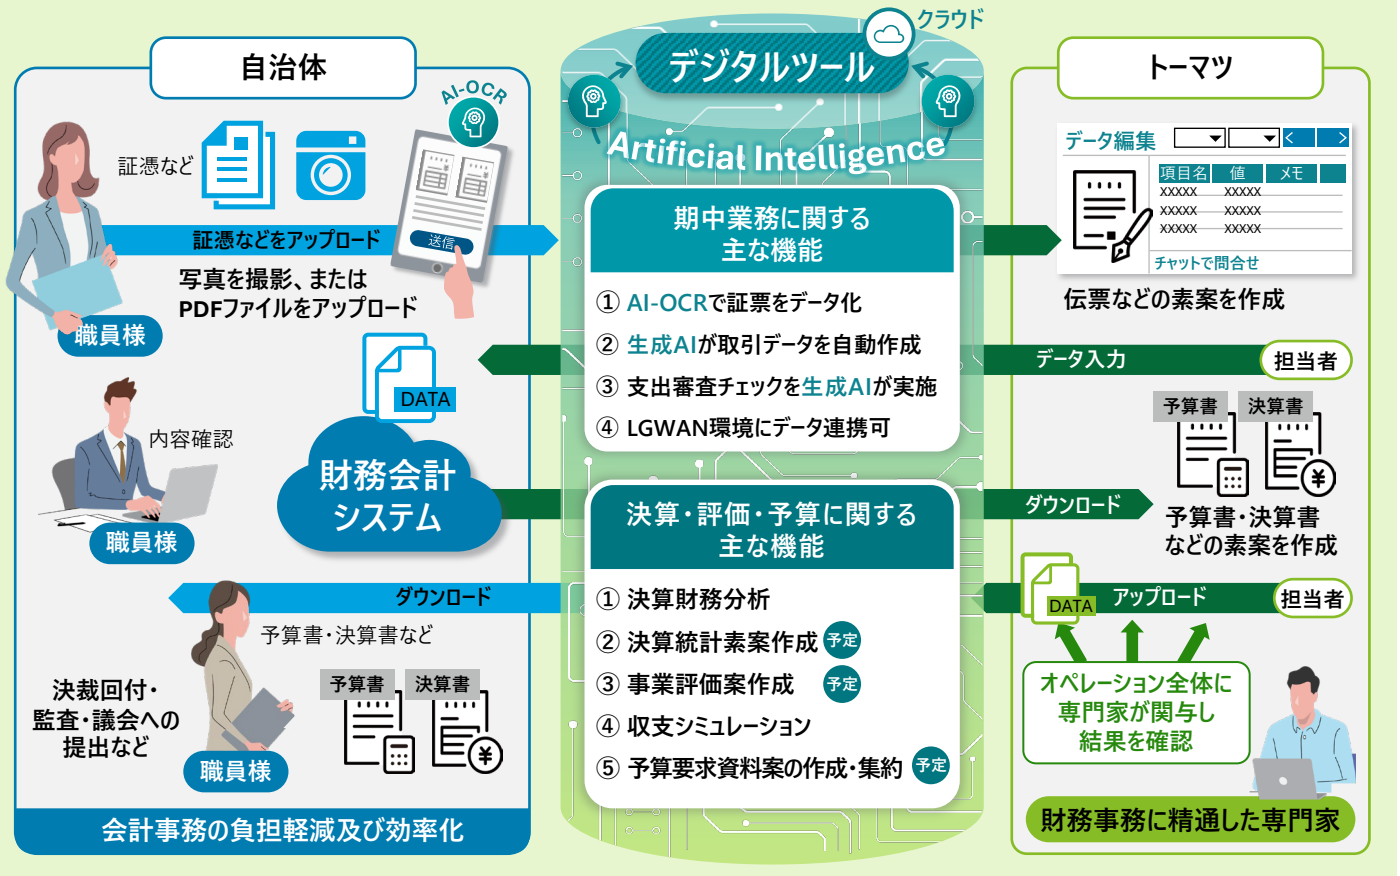 自治体
AI-OCR
証憑など
証憑などをアップロード
送信
写真を撮影、または
PDFファイルをアップロード
職員様
DATA
内容確認
財務会計
システム
職員様
ダウンロード
予算書・決算書など
予算書
決算書
決裁回付・
監査・議会への
提出など
職員様
会計事務の負担軽減及び効率化
クラウド
デジタルツール
Artificial Intelligence
期中業務に関する
主な機能
① AI-OCRで証票をデータ化
② 生成AIが取引データを自動作成
③ 支出審査チェックを生成AIが実施
④ LGWAN環境にデータ連携可
決算・評価・予算に関する
主な機能
① 決算財務分析
② 決算統計素案作成 予定
③ 事業評価案作成 予定
④ 収支シミュレーション
⑤ 予算要求資料案の作成・集約 予定
トーマツ
データ編集
< >
項目名 値 メモ
xxxxx xxxxx
xxxxx xxxxx
xxxxx xxxxx
チャットで問合せ
伝票などの素案を作成
データ入力
担当者
予算書
決算書
ダウンロード
予算書・決算書
などの素案を作成
DATA
アップロード
担当者
オペレーション全体に
専門家が関与し
結果を確認
財務事務に精通した専門家